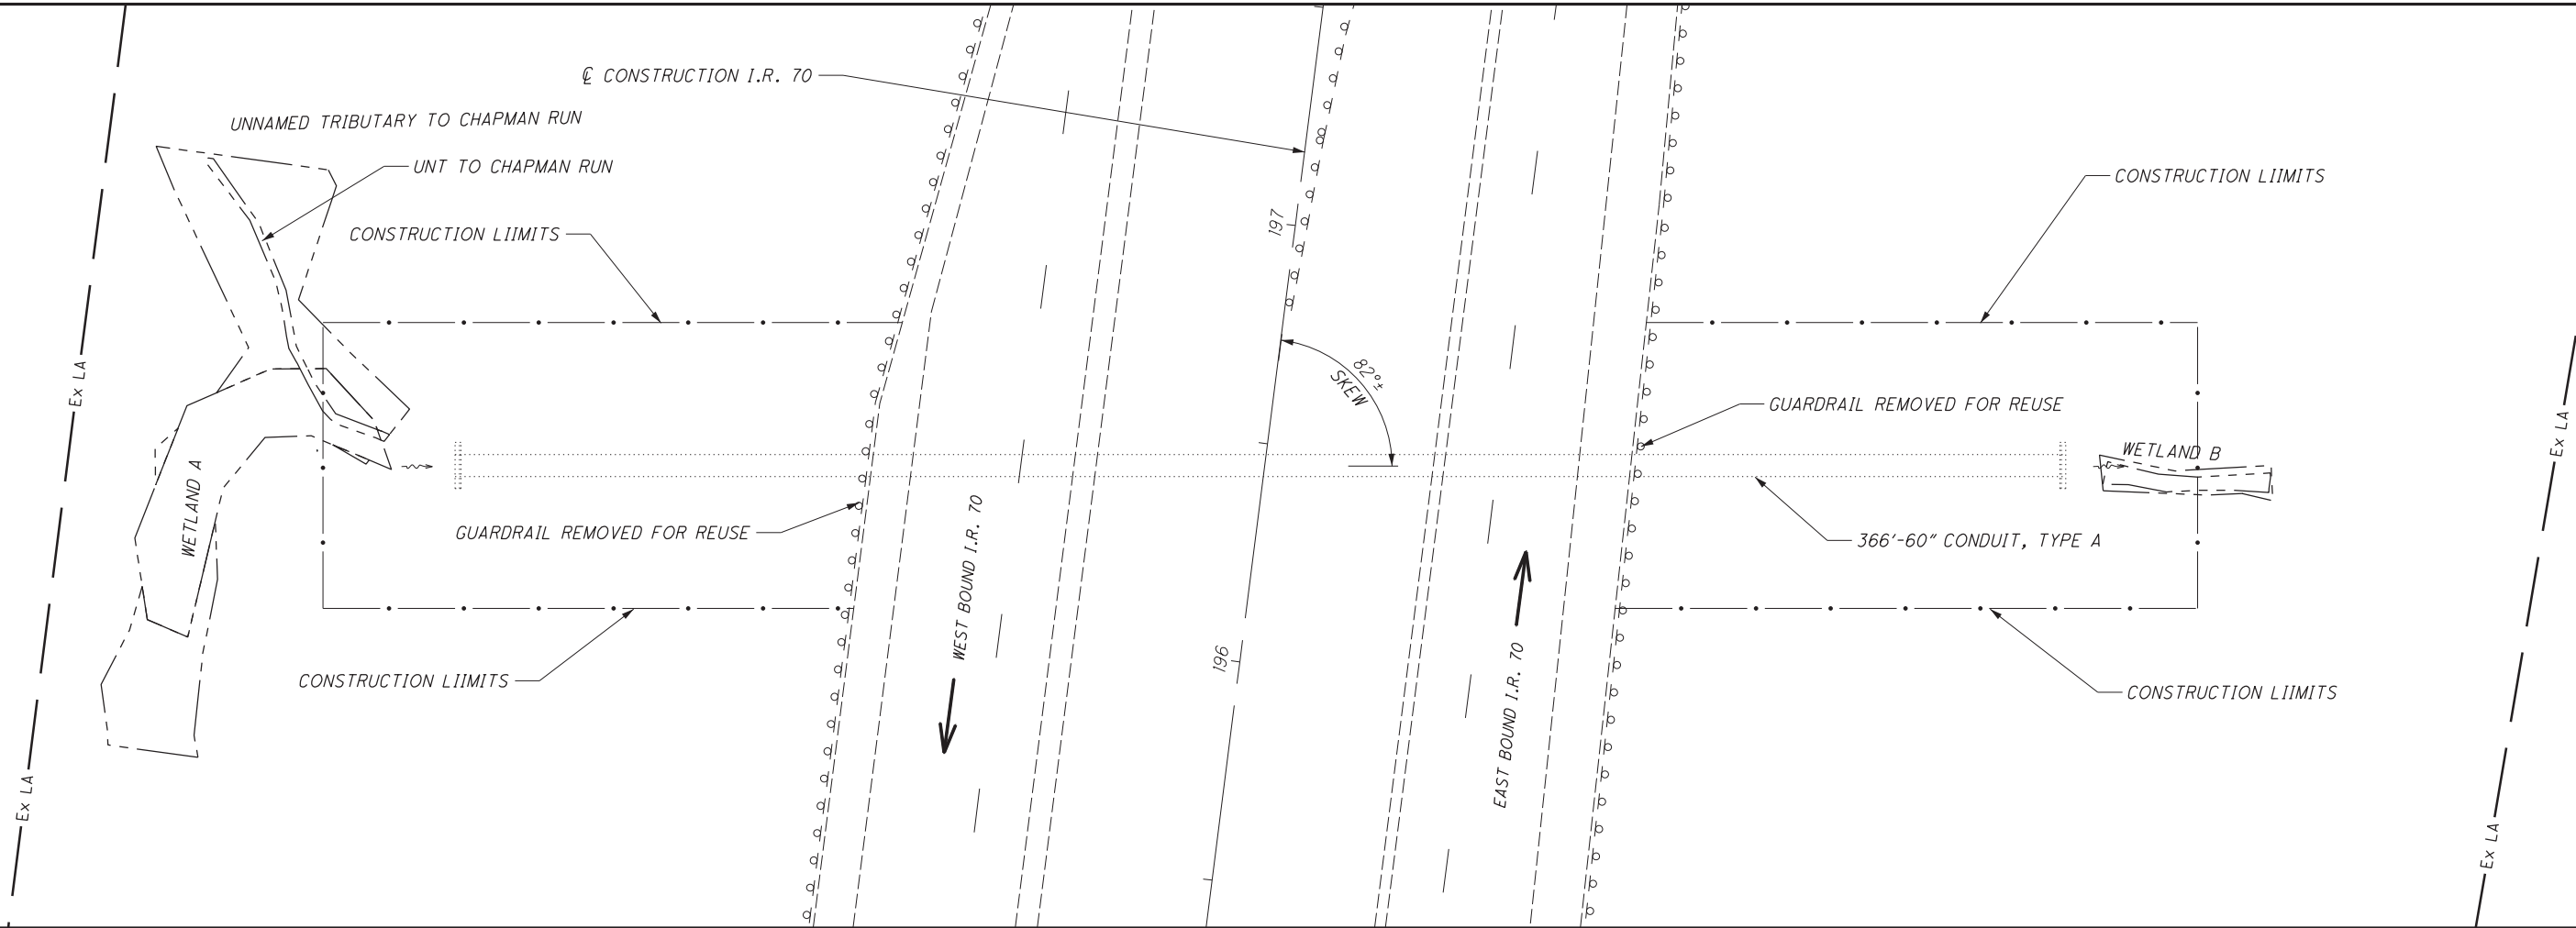 ℄ CONSTRUCTION I.R. 70
UNNAMED TRIBUTARY TO CHAPMAN RUN
UNT TO CHAPMAN RUN
CONSTRUCTION LIIMITS
CONSTRUCTION LIIMITS
197
82°±
SKEW
Ex LA
GUARDRAIL REMOVED FOR REUSE
Ex LA
WETLAND B
WETLAND A
GUARDRAIL REMOVED FOR REUSE
WEST BOUND I.R. 70
366'-60" CONDUIT, TYPE A
196
EAST BOUND I.R. 70
CONSTRUCTION LIIMITS
CONSTRUCTION LIIMITS
Ex LA
Ex LA